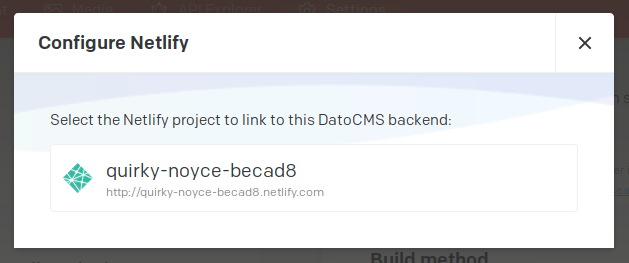 Media
API Explorer
Settings
Configure Netlify
Select the Netlify project to link to this DatoCMS backend:
quirky-noyce-becad8
http://quirky-noyce-becad8.netlify.com
Build method